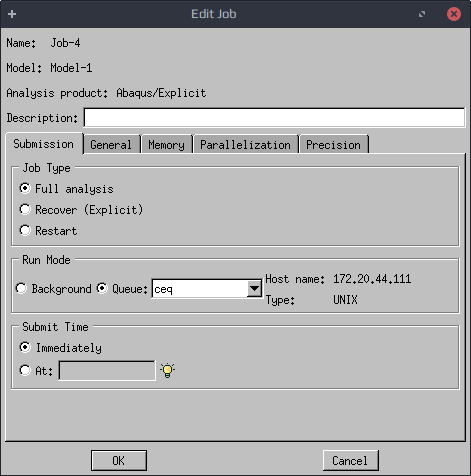 Edit Job
Name: Job-4
Model: Model-1
Analysis product: Abaqus/Explicit
Description:
Submission General Memory Parallelization Precision
Job Type
Full analysis
Recover (Explicit)
Restart
Run Mode
Background Queue: ceq Host name: 172.20.44.111
Type: UNIX
Submit Time
Immediately
At:
OK Cancel